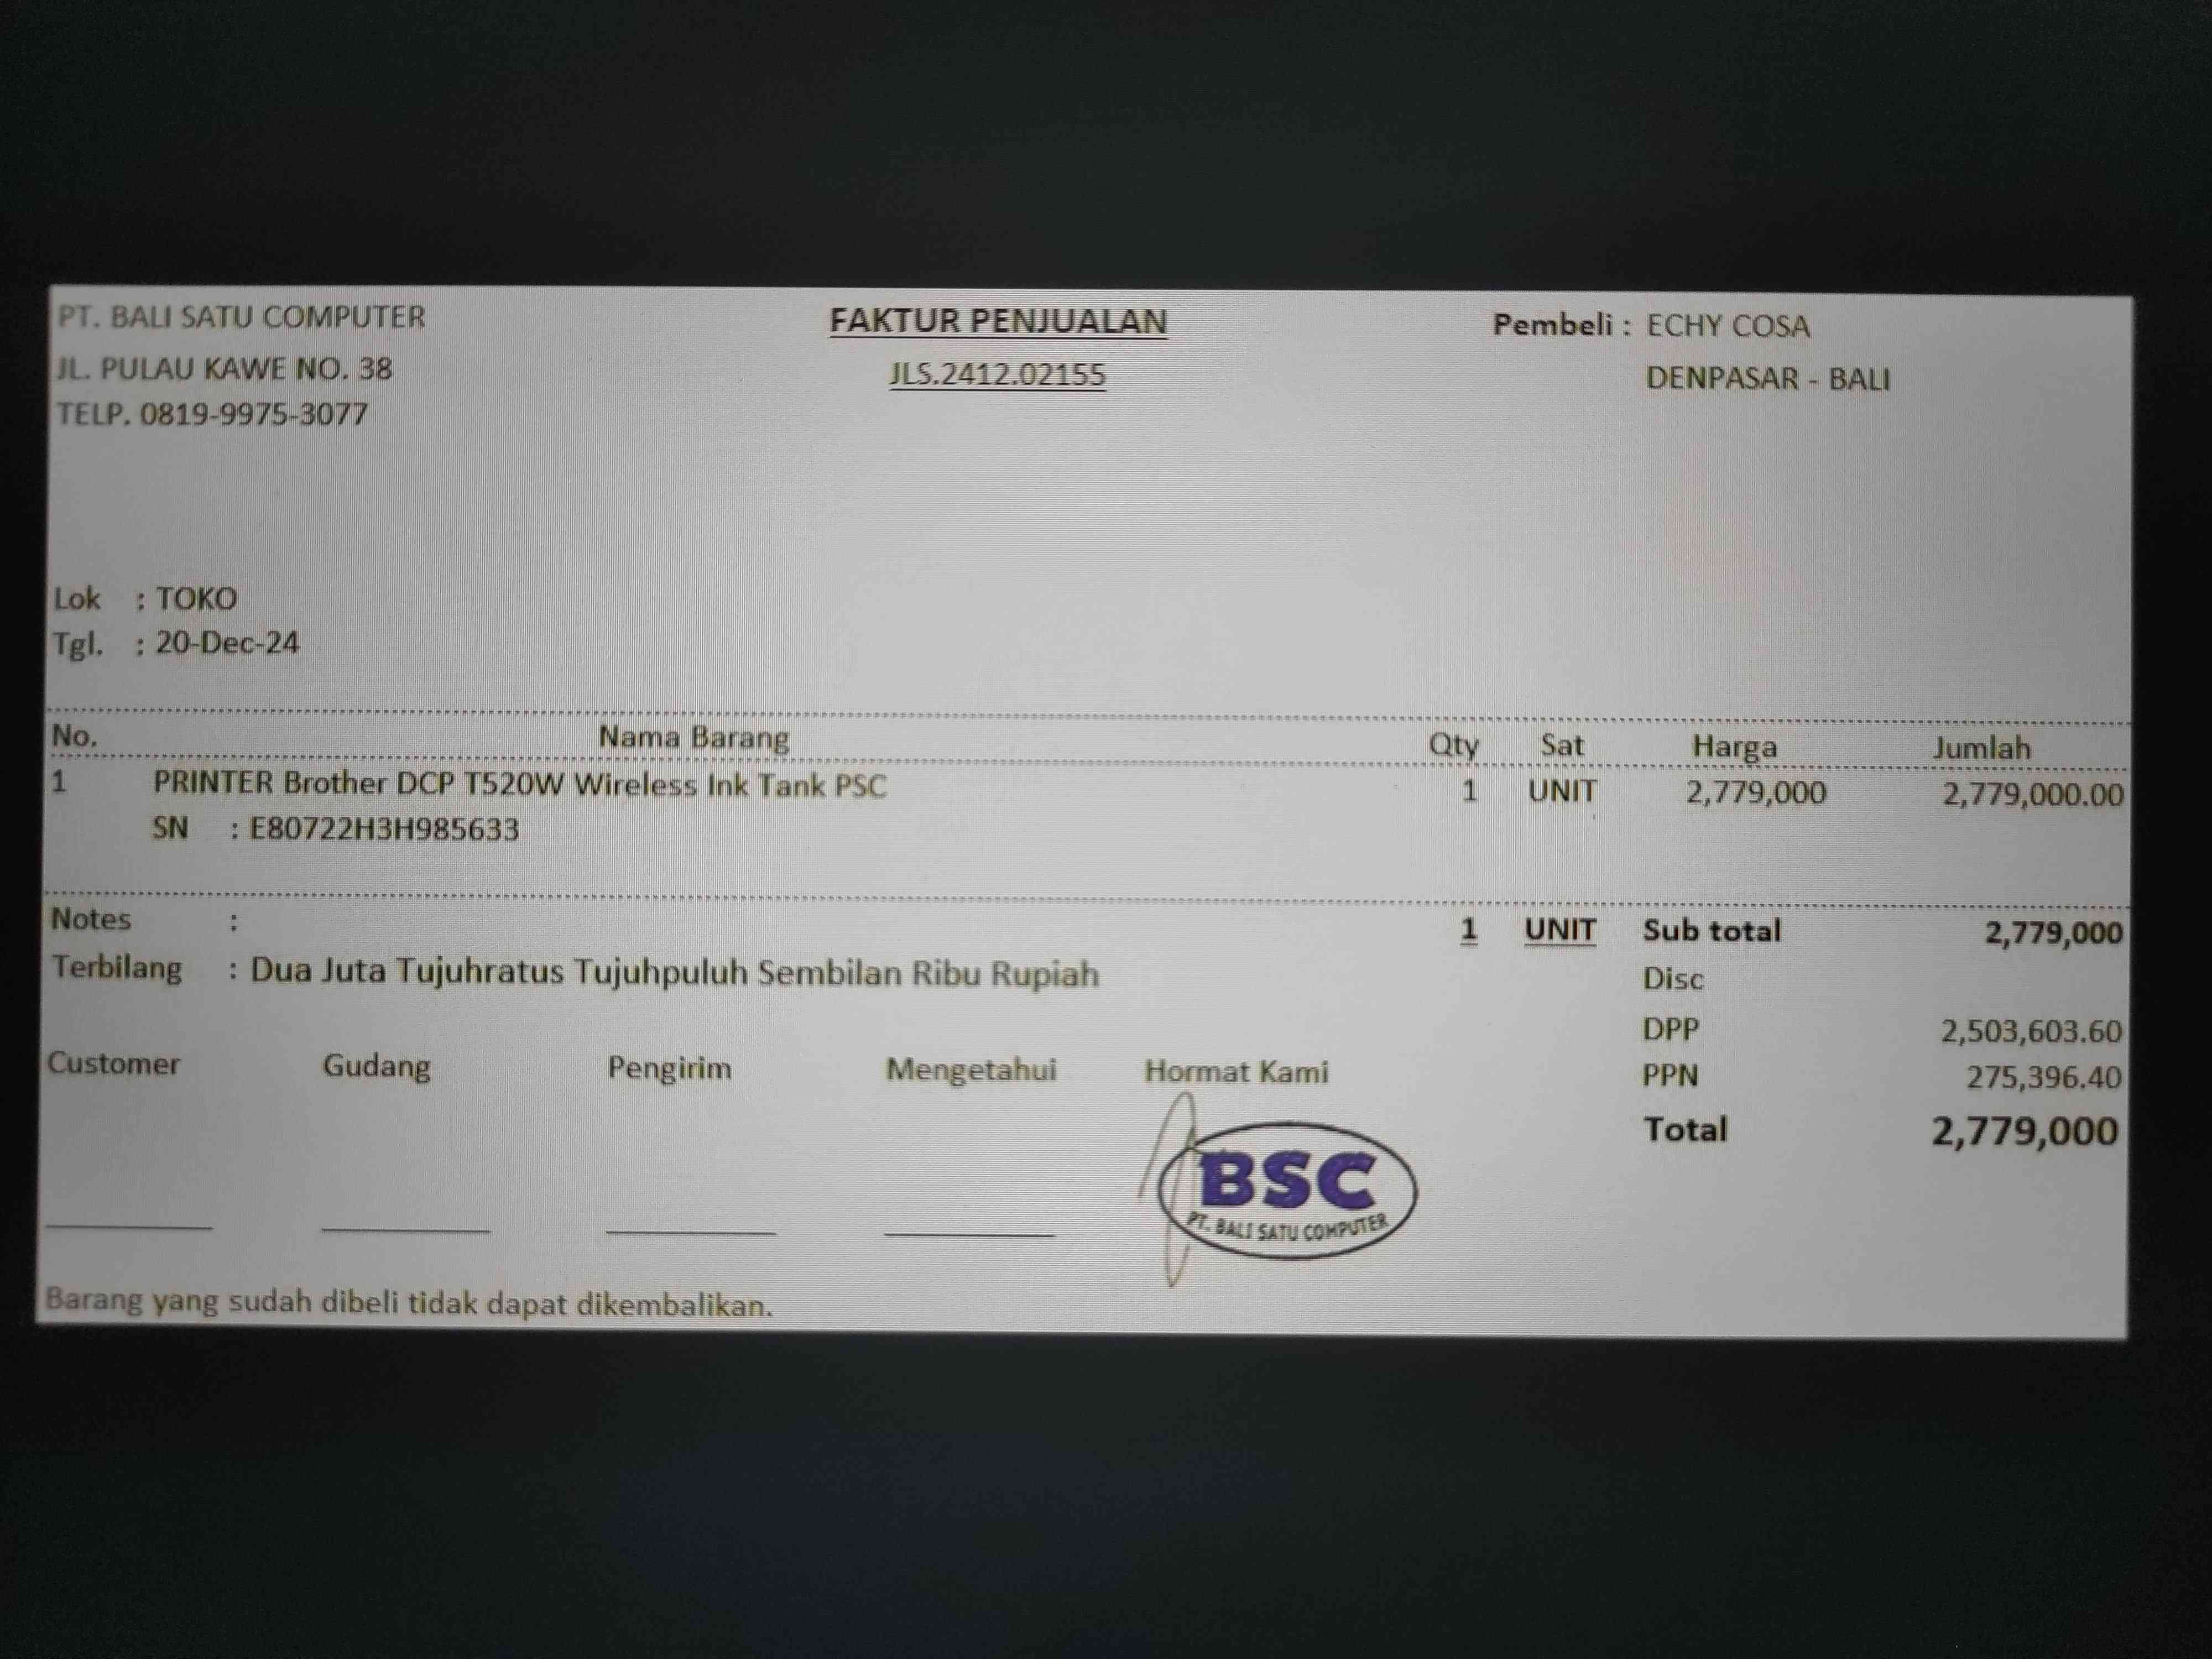 PT. BALI SATU COMPUTER
JL. PULAU KAWE NO. 38
TELP. 0819-9975-3077
FAKTUR PENJUALAN
JLS.2412.02155
Pembeli : ECHY COSA
DENPASAR - BALI
Lok : TOKO
Tgl. : 20-Dec-24
No. Nama Barang Qty Sat Harga Jumlah
1 PRINTER Brother DCP T520W Wireless Ink Tank PSC 1 UNIT 2,779,000 2,779,000.00
SN : E80722H3H985633
Notes : 1 UNIT Sub total 2,779,000
Terbilang : Dua Juta Tujuhratus Tujuhpuluh Sembilan Ribu Rupiah
Disc
DPP 2,503,603.60
PPN 275,396.40
Total 2,779,000
Customer Gudang Pengirim Mengetahui Hormat Kami
BSC
PT. BALI SATU COMPUTER
Barang yang sudah dibeli tidak dapat dikembalikan.